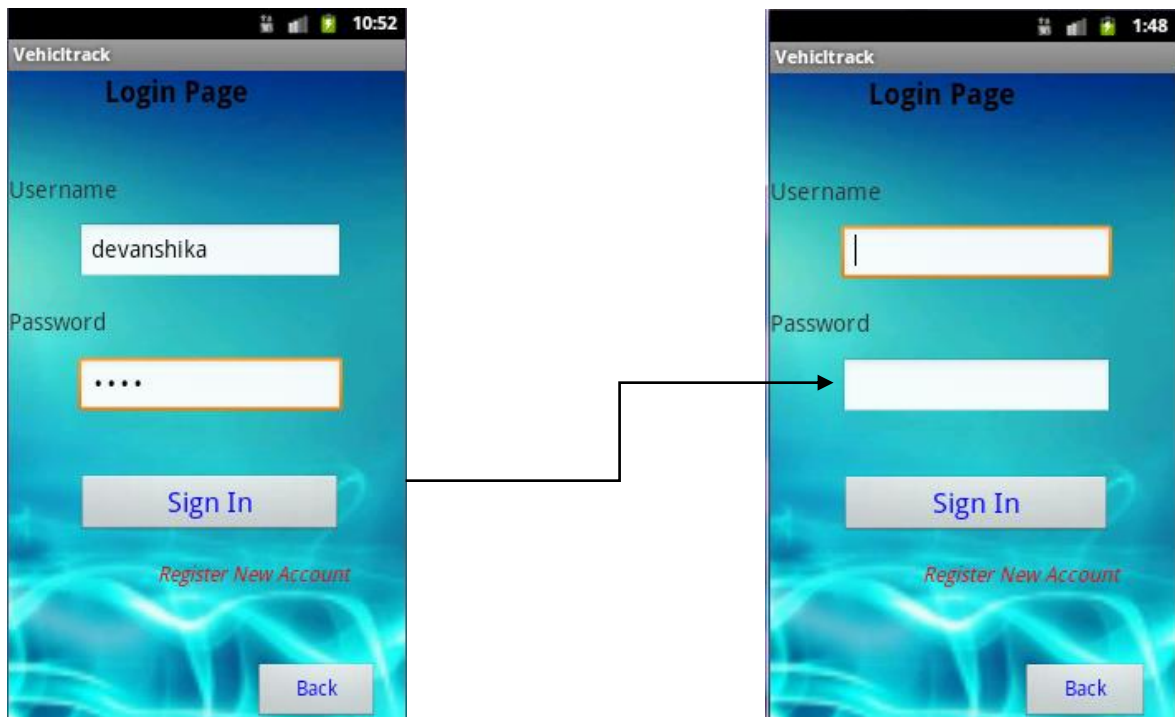 10:52
Vehicltrack
Login Page
Username
devanshika
Password
••••
Sign In
Register New Account
Back
1:48
Vehicltrack
Login Page
Username
Password
Sign In
Register New Account
Back